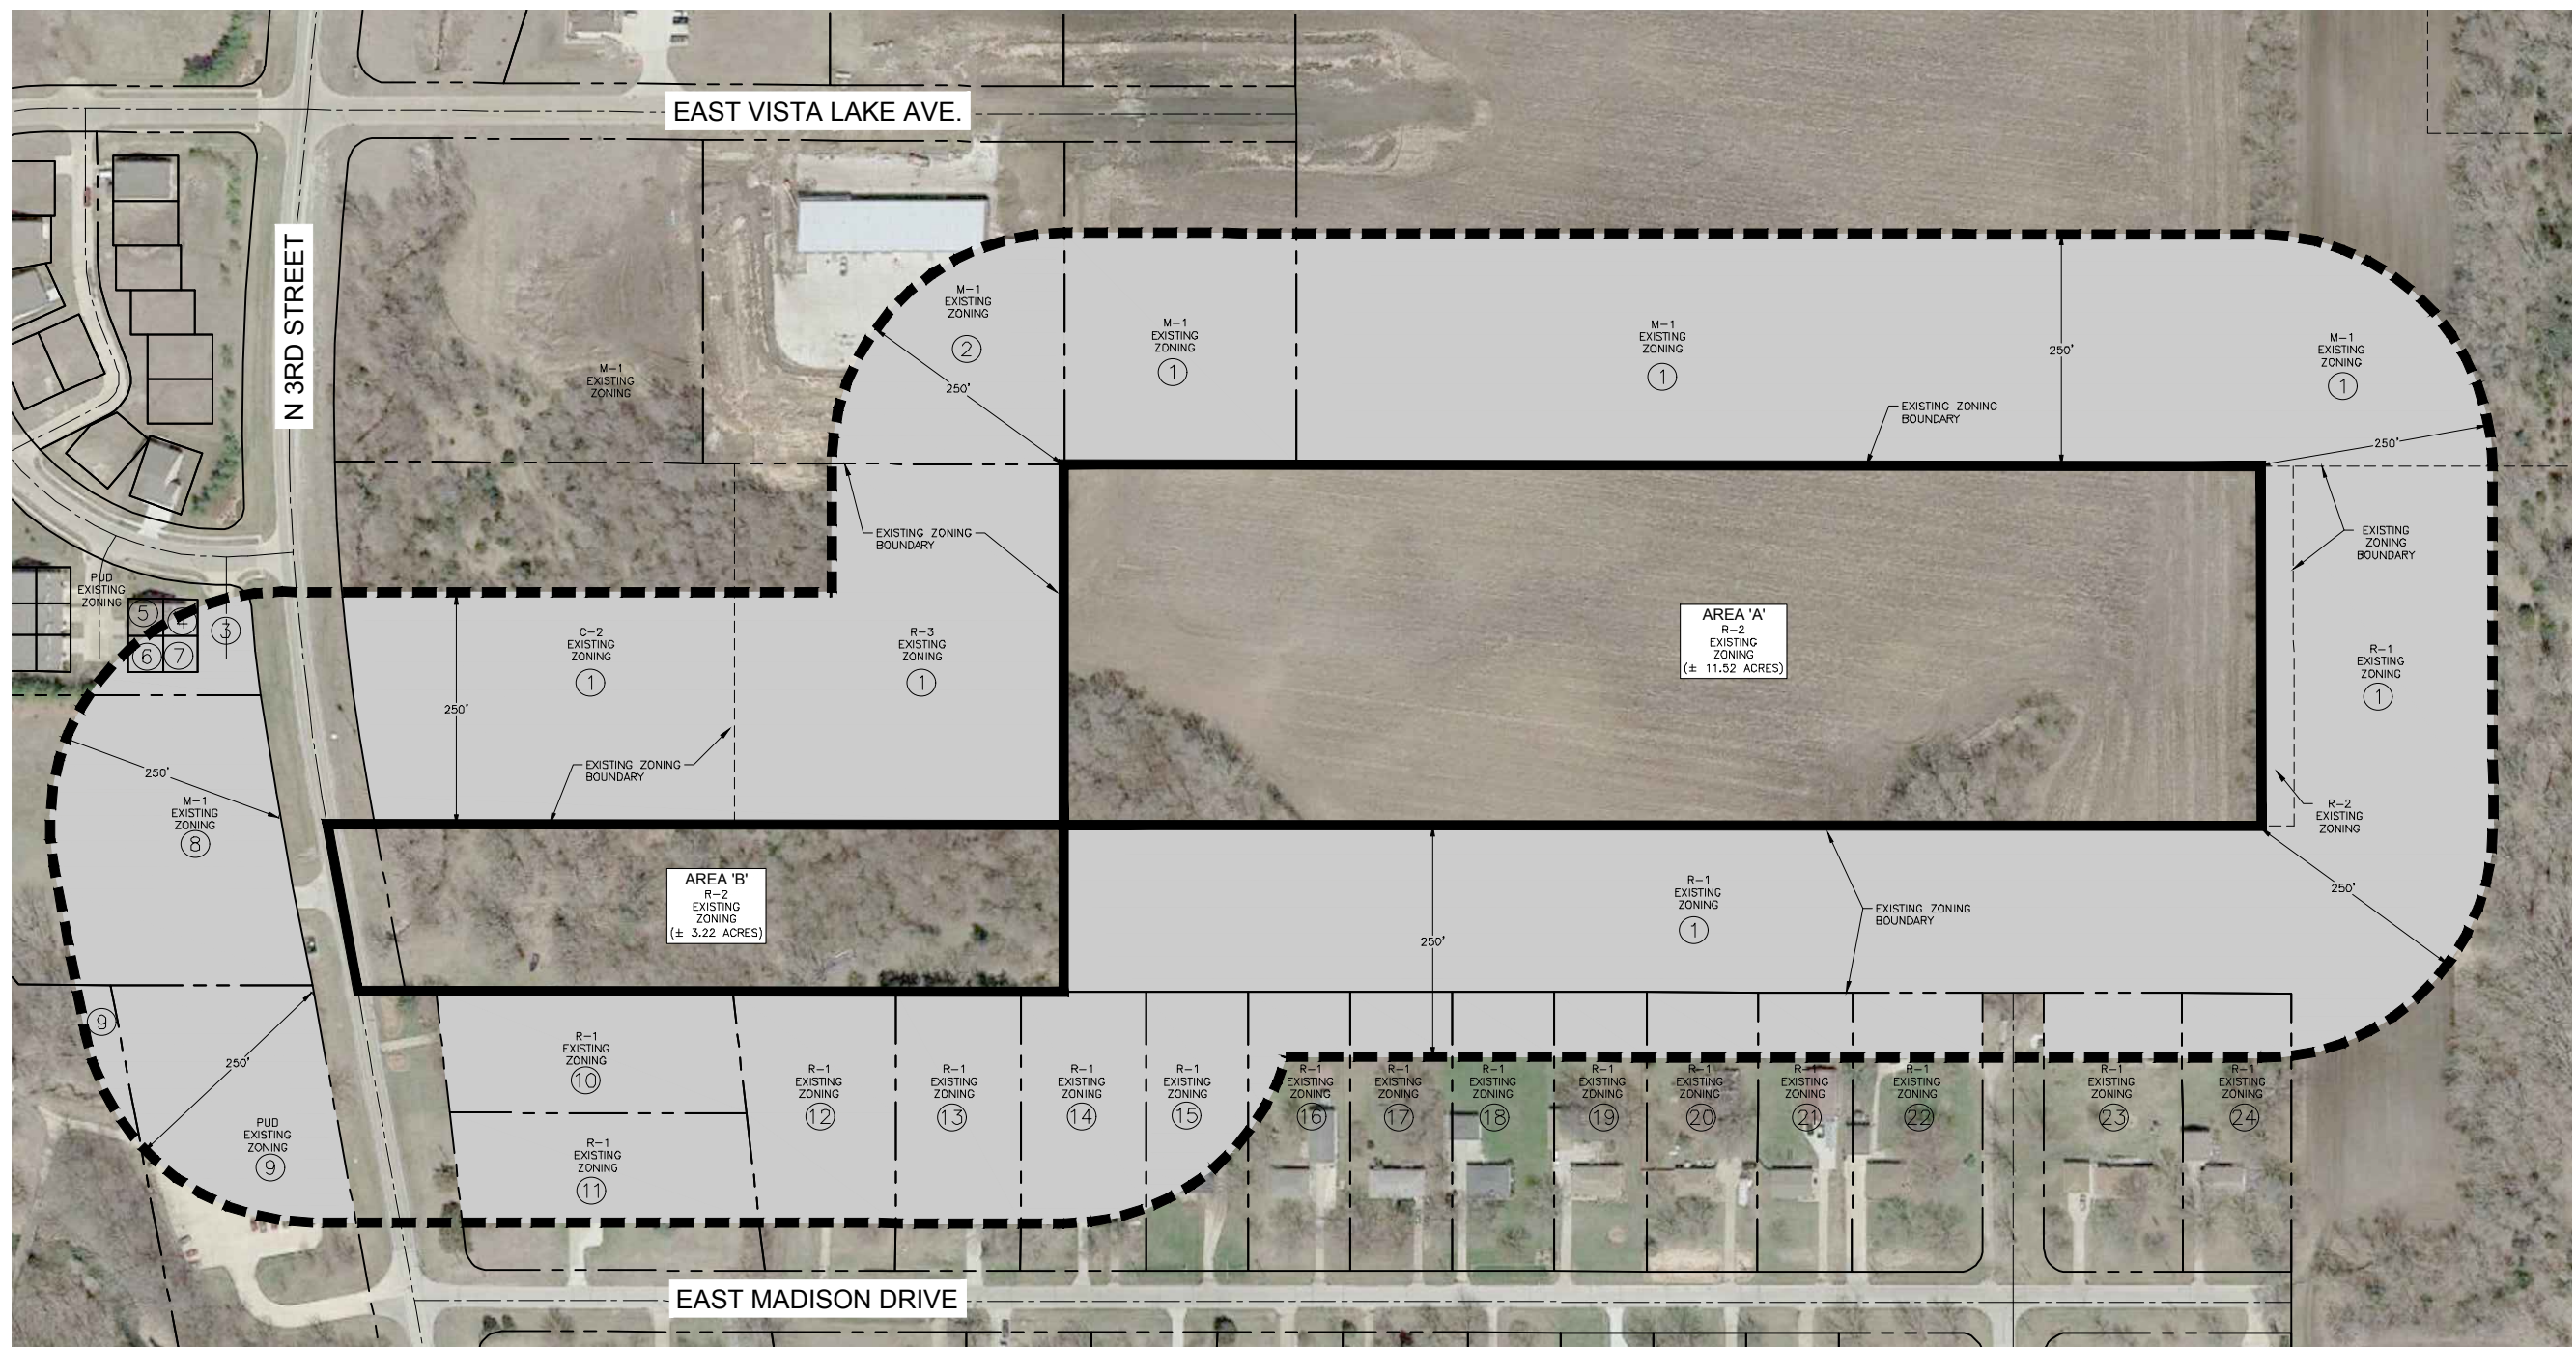 EAST VISTA LAKE AVE.
N 3RD STREET
M-1
EXISTING
ZONING
M-1
EXISTING
ZONING
2
M-1
EXISTING
ZONING
1
M-1
EXISTING
ZONING
1
M-1
EXISTING
ZONING
1
250'
250'
250'
EXISTING ZONING
BOUNDARY
EXISTING ZONING
BOUNDARY
EXISTING
ZONING
BOUNDARY
PUD
EXISTING
ZONING
5
4
3
6
7
C-2
EXISTING
ZONING
1
R-3
EXISTING
ZONING
1
AREA 'A'
R-2
EXISTING
ZONING
(± 11.52 ACRES)
R-1
EXISTING
ZONING
1
250'
250'
EXISTING ZONING
BOUNDARY
M-1
EXISTING
ZONING
8
R-2
EXISTING
ZONING
AREA 'B'
R-2
EXISTING
ZONING
(± 3.22 ACRES)
R-1
EXISTING
ZONING
1
EXISTING ZONING
BOUNDARY
250'
250'
9
250'
PUD
EXISTING
ZONING
9
R-1
EXISTING
ZONING
10
R-1
EXISTING
ZONING
11
R-1
EXISTING
ZONING
12
R-1
EXISTING
ZONING
13
R-1
EXISTING
ZONING
14
R-1
EXISTING
ZONING
15
R-1
EXISTING
ZONING
16
R-1
EXISTING
ZONING
17
R-1
EXISTING
ZONING
18
R-1
EXISTING
ZONING
19
R-1
EXISTING
ZONING
20
R-1
EXISTING
ZONING
21
R-1
EXISTING
ZONING
22
R-1
EXISTING
ZONING
23
R-1
EXISTING
ZONING
24
EAST MADISON DRIVE